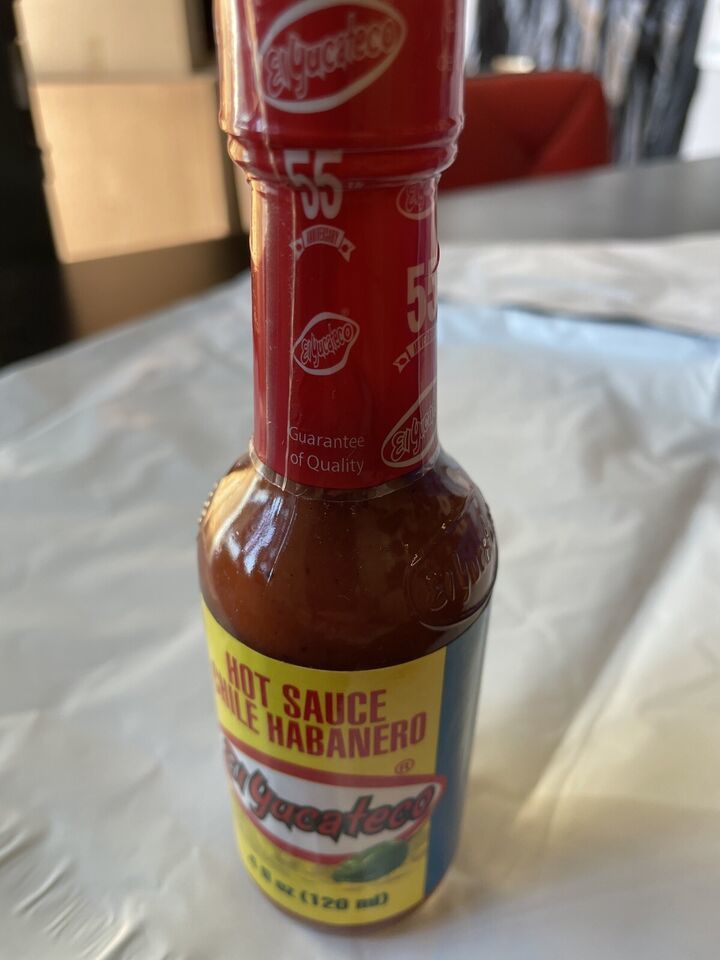 El Yucateco
55
55
El Yucateco
Guarantee
of Quality
HOT SAUCE
CHILE HABANERO
®
El Yucateco
fl oz (120 ml)